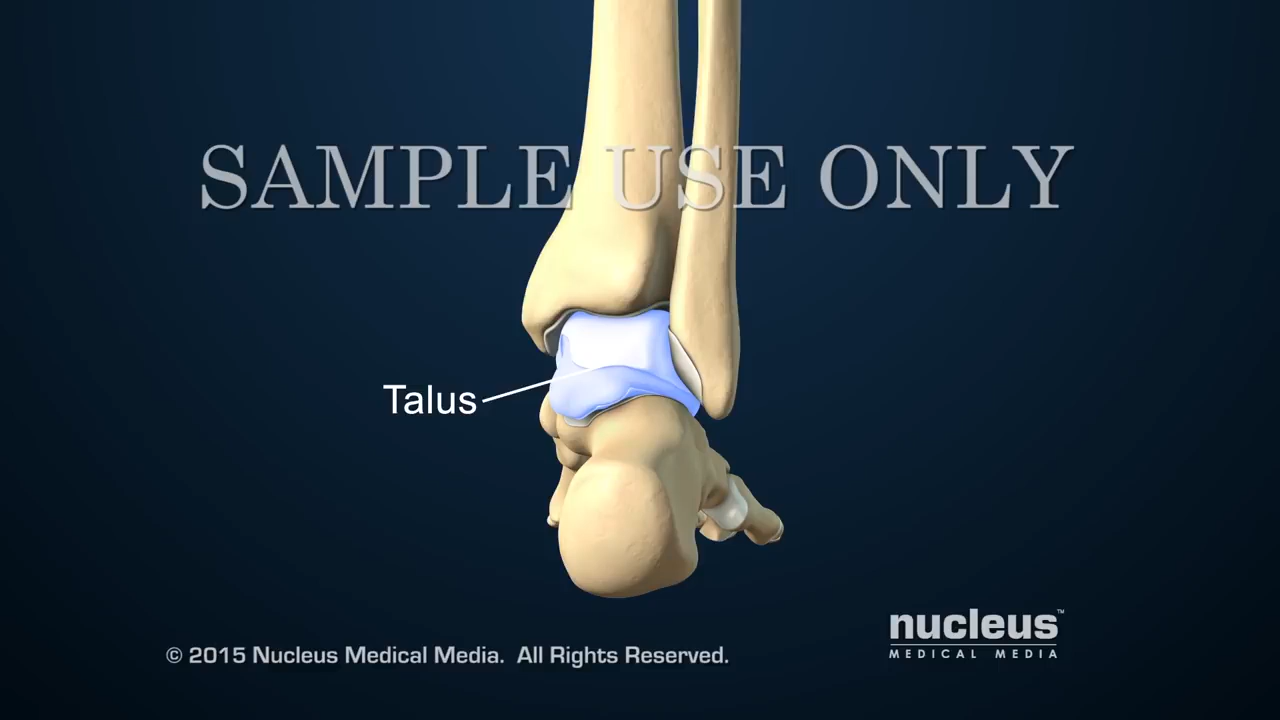 SAMPLE USE ONLY
Talus
nucleus™
MEDICAL MEDIA
© 2015 Nucleus Medical Media. All Rights Reserved.